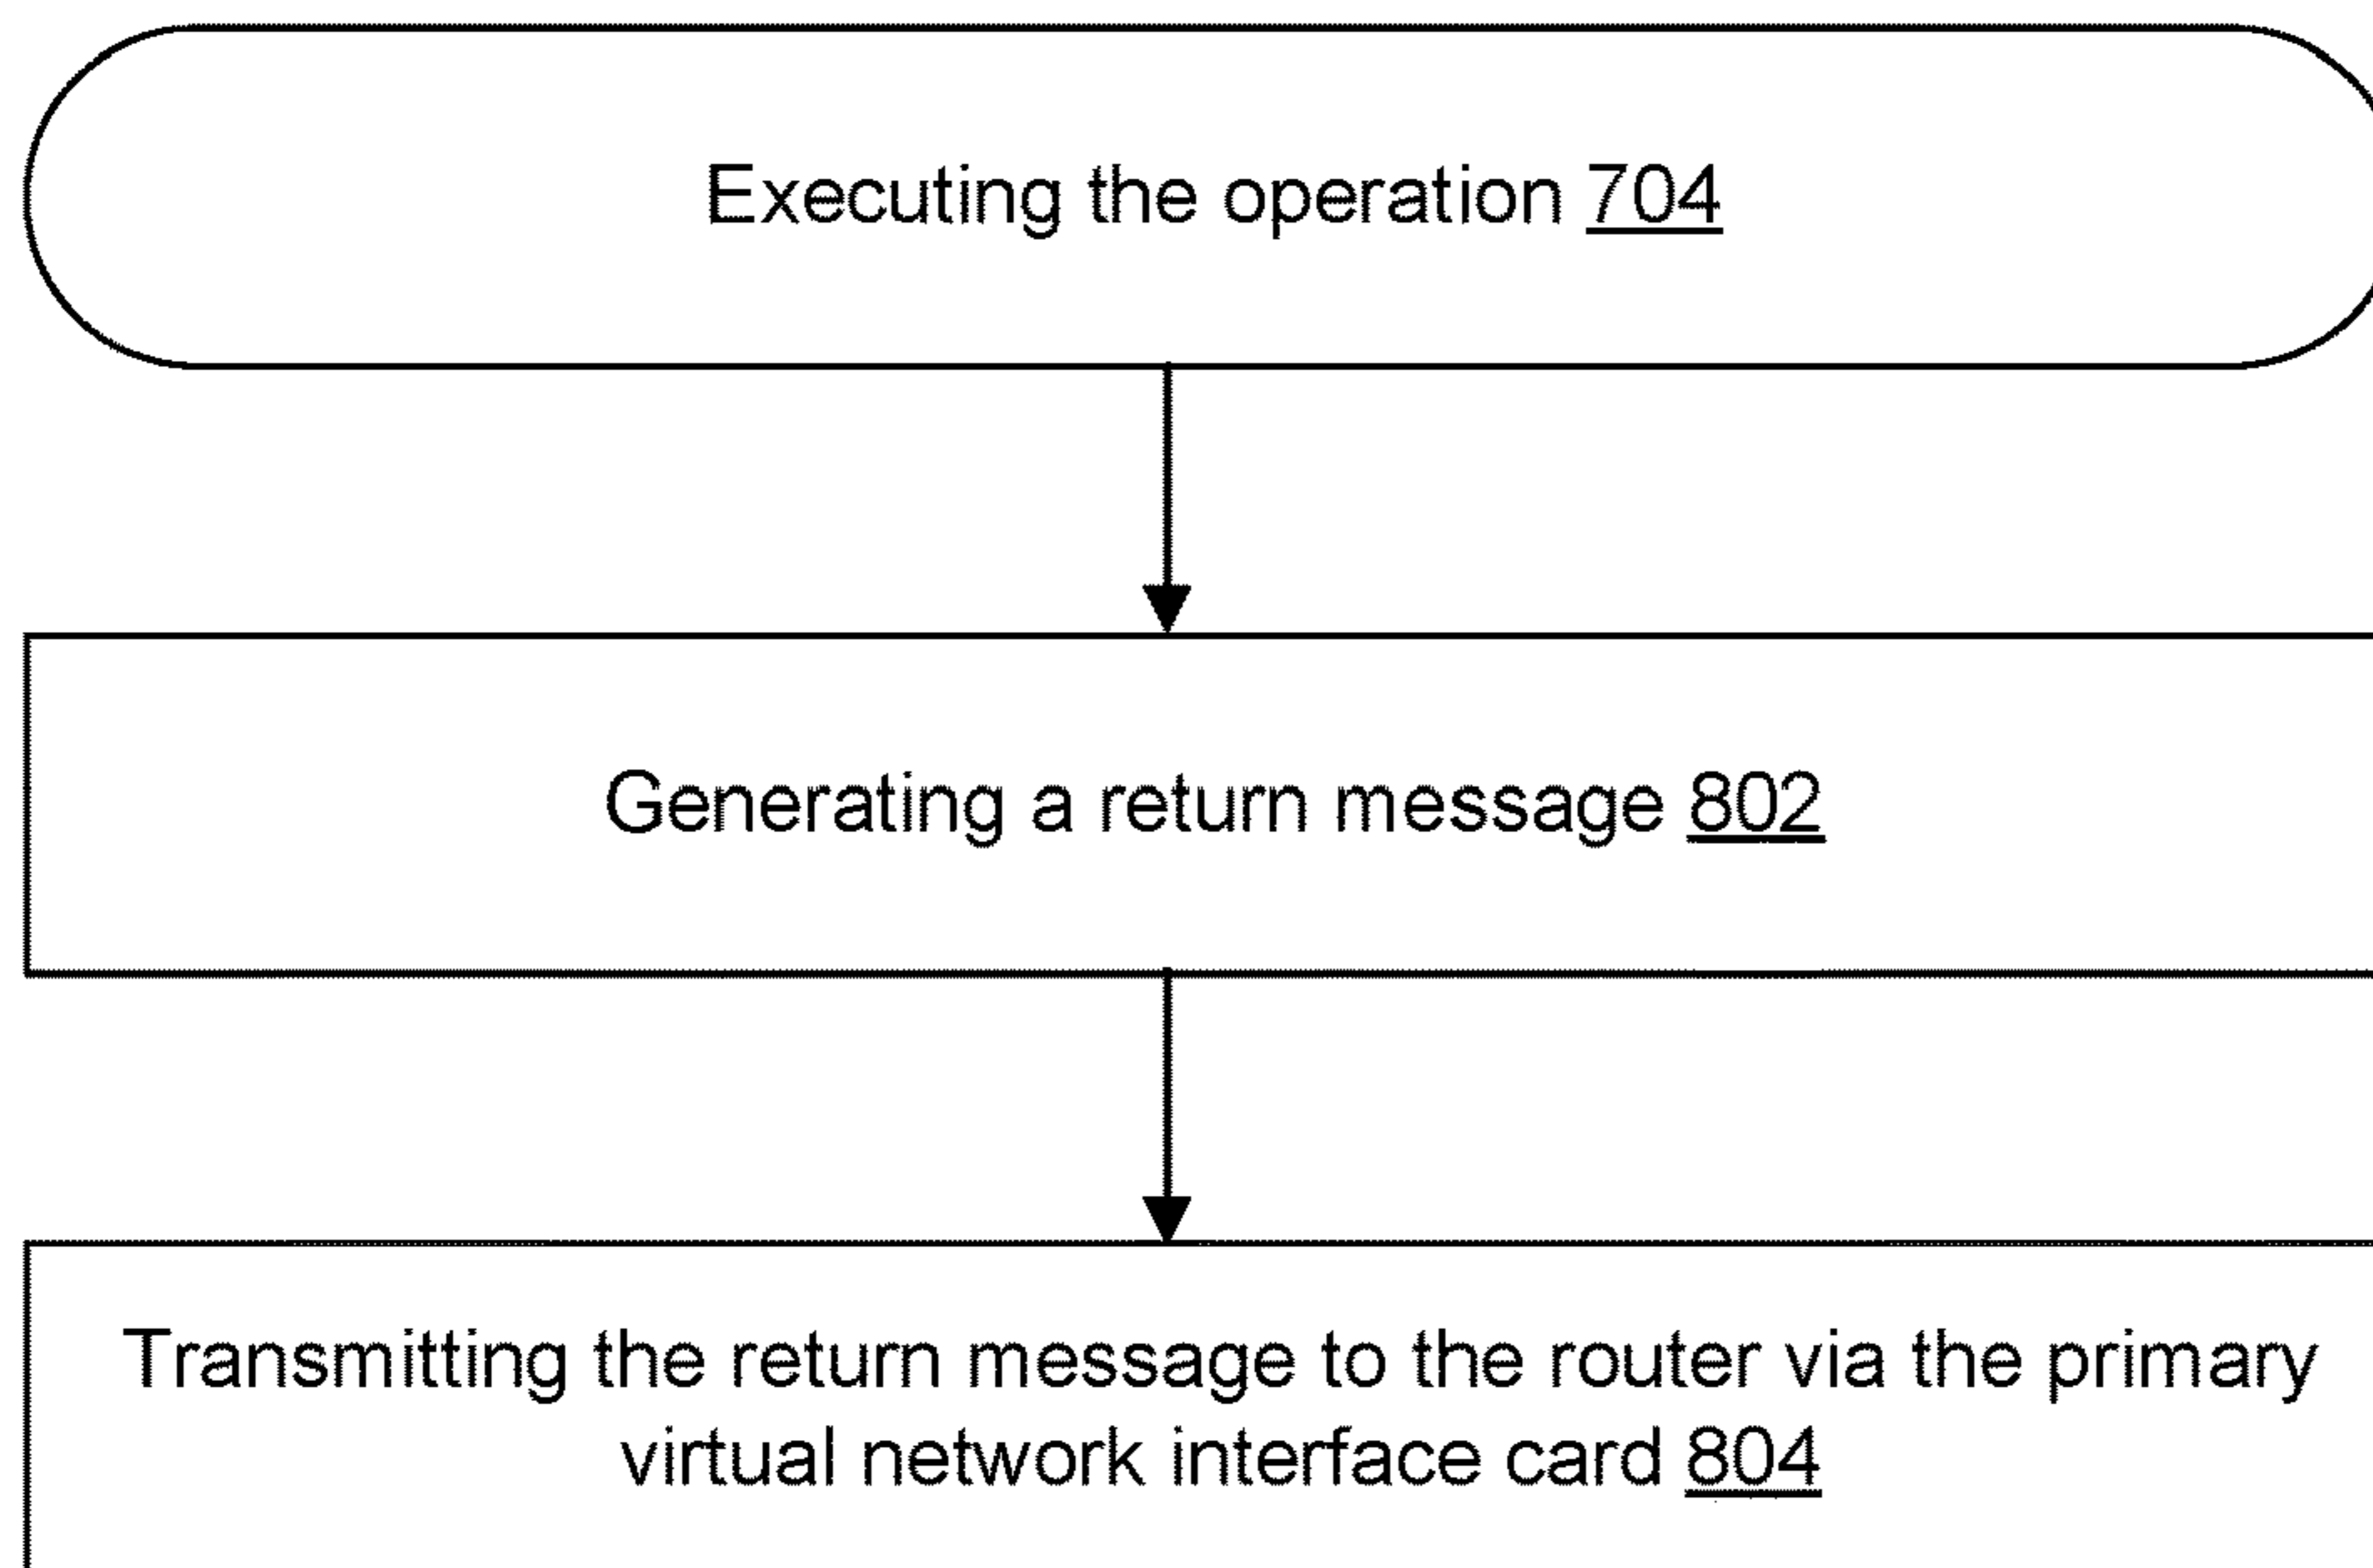 Executing the operation 704
Generating a return message 802
Transmitting the return message to the router via the primary
virtual network interface card 804